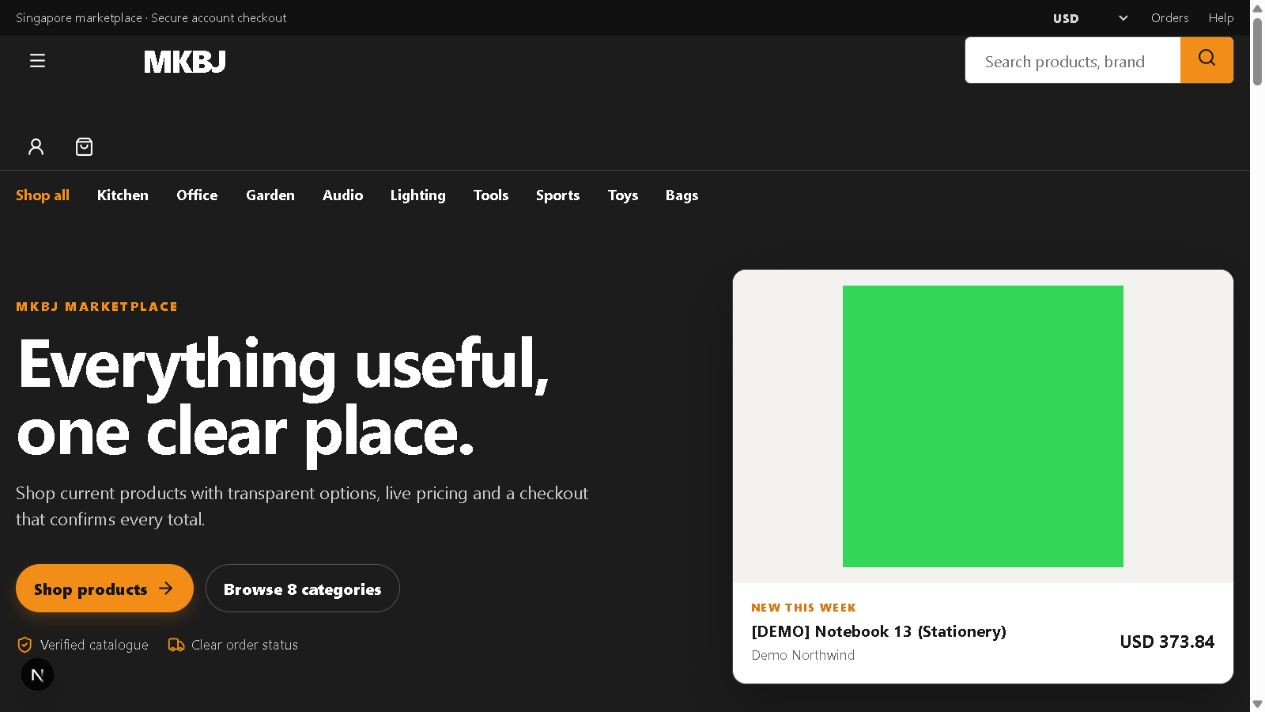 Singapore marketplace · Secure account checkout
USD
Orders
Help
MKBJ
Search products, brand
Shop all
Kitchen
Office
Garden
Audio
Lighting
Tools
Sports
Toys
Bags
MKBJ MARKETPLACE
Everything useful,
one clear place.
Shop current products with transparent options, live pricing and a checkout
that confirms every total.
Shop products
Browse 8 categories
Verified catalogue
Clear order status
N
NEW THIS WEEK
[DEMO] Notebook 13 (Stationery)
Demo Northwind
USD 373.84